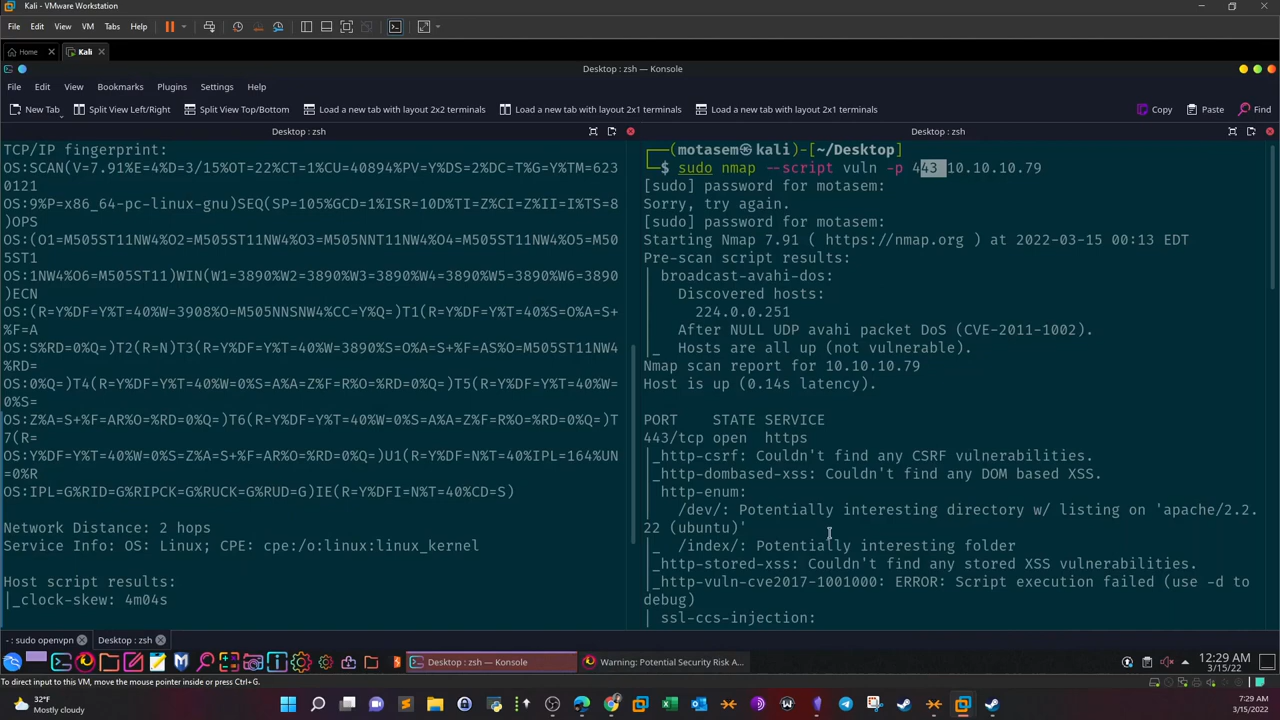 Kali - VMware Workstation
File Edit View VM Tabs Help
Home Kali
Desktop : zsh — Konsole
File Edit View Bookmarks Plugins Settings Help
New Tab Split View Left/Right Split View Top/Bottom Load a new tab with layout 2x2 terminals Load a new tab with layout 2x1 terminals Load a new tab with layout 2x1 terminals Copy Paste Find
Desktop : zsh
TCP/IP fingerprint:
OS:SCAN(V=7.91%E=4%D=3/15%OT=22%CT=1%CU=40894%PV=Y%DS=2%DC=T%G=Y%TM=623
0121
OS:9%P=x86_64-pc-linux-gnu)SEQ(SP=105%GCD=1%ISR=10D%TI=Z%CI=Z%II=I%TS=8
)OPS
OS:(O1=M505ST11NW4%O2=M505ST11NW4%O3=M505NNT11NW4%O4=M505ST11NW4%O5=M50
5ST1
OS:1NW4%O6=M505ST11)WIN(W1=3890%W2=3890%W3=3890%W4=3890%W5=3890%W6=3890
)ECN
OS:(R=Y%DF=Y%T=40%W=3908%O=M505NNSNW4%CC=Y%Q=)T1(R=Y%DF=Y%T=40%S=O%A=S+
%F=A
OS:S%RD=0%Q=)T2(R=N)T3(R=Y%DF=Y%T=40%W=3890%S=O%A=S+%F=AS%O=M505ST11NW4
%RD=
OS:0%Q=)T4(R=Y%DF=Y%T=40%W=0%S=A%A=Z%F=R%O=%RD=0%Q=)T5(R=Y%DF=Y%T=40%W=
0%S=
OS:Z%A=S+%F=AR%O=%RD=0%Q=)T6(R=Y%DF=Y%T=40%W=0%S=A%A=Z%F=R%O=%RD=0%Q=)T
7(R=
OS:Y%DF=Y%T=40%W=0%S=Z%A=S+%F=AR%O=%RD=0%Q=)U1(R=Y%DF=N%T=40%IPL=164%UN
=0%R
OS:IPL=G%RID=G%RIPCK=G%RUCK=G%RUD=G)IE(R=Y%DFI=N%T=40%CD=S)
Network Distance: 2 hops
Service Info: OS: Linux; CPE: cpe:/o:linux:linux_kernel
Host script results:
|_clock-skew: 4m04s
Desktop : zsh
(motasem㉿kali)-[~/Desktop]
$ sudo nmap --script vuln -p 443 10.10.10.79
[sudo] password for motasem:
Sorry, try again.
[sudo] password for motasem:
Starting Nmap 7.91 ( https://nmap.org ) at 2022-03-15 00:13 EDT
Pre-scan script results:
| broadcast-avahi-dos:
|   Discovered hosts:
|     224.0.0.251
|   After NULL UDP avahi packet DoS (CVE-2011-1002).
|_  Hosts are all up (not vulnerable).
Nmap scan report for 10.10.10.79
Host is up (0.14s latency).
PORT    STATE SERVICE
443/tcp open  https
|_http-csrf: Couldn't find any CSRF vulnerabilities.
|_http-dombased-xss: Couldn't find any DOM based XSS.
| http-enum:
|   /dev/: Potentially interesting directory w/ listing on 'apache/2.2.
22 (ubuntu)'
|_  /index/: Potentially interesting folder
|_http-stored-xss: Couldn't find any stored XSS vulnerabilities.
|_http-vuln-cve2017-1001000: ERROR: Script execution failed (use -d to
debug)
| ssl-ccs-injection:
- : sudo openvpn Desktop : zsh
Desktop : zsh — Konsole Warning: Potential Security Risk A... 12:29 AM
3/15/22
To direct input to this VM, move the mouse pointer inside or press Ctrl+G.
32°F
Mostly cloudy
7:29 AM
3/15/2022